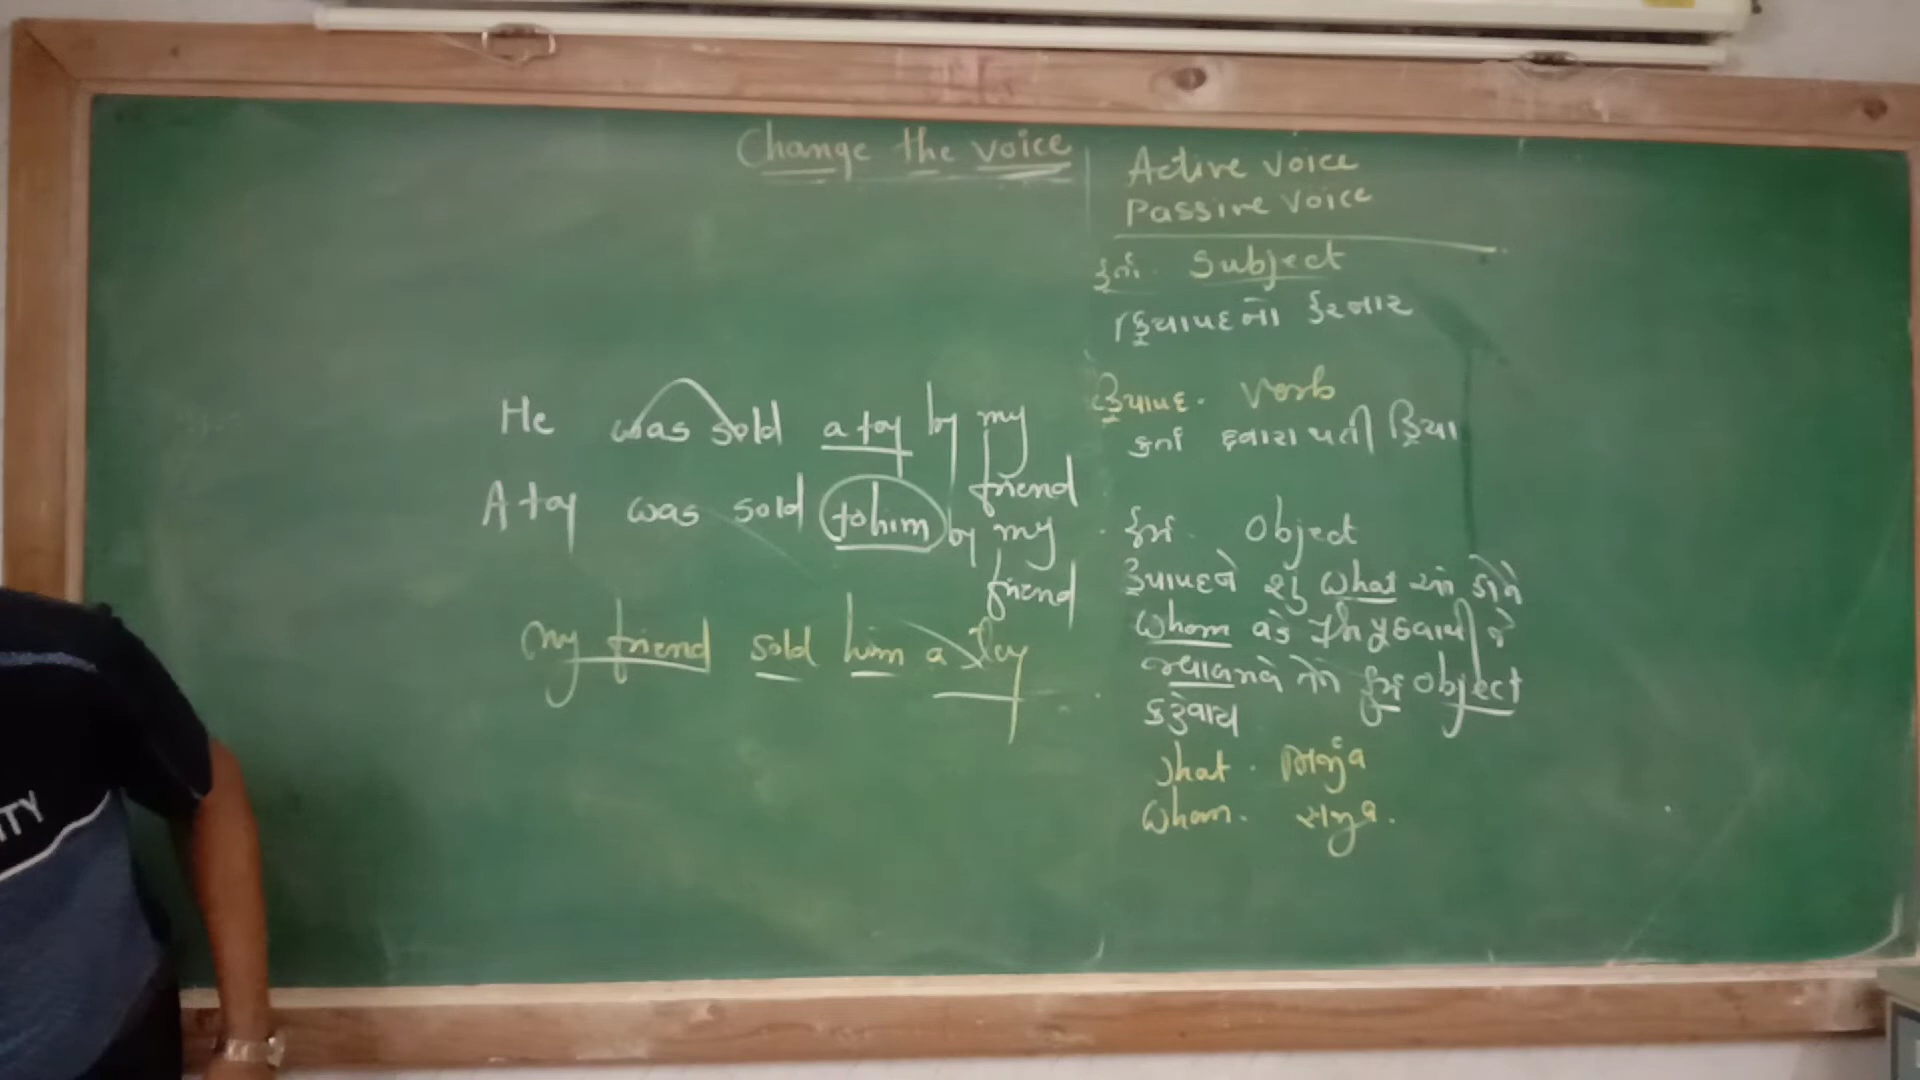 Change the voice
He was sold a toy by my
friend
A toy was sold to him by my
friend
My friend sold him a toy
Active voice
Passive voice
કર્તા. Subject
ક્રિયાપદનો કરનાર
ક્રિયાપદ. Verb
કર્તા દ્વારા થતી ક્રિયા
કર્મ. Object
ક્રિયાપદને શું what અને કોને
whom વડે પ્રશ્ન પુછવાથી જે
જવાબ મળે તેને કર્મ object
કહેવાય
what. નિર્જીવ
whom. સજીવ.
ITY